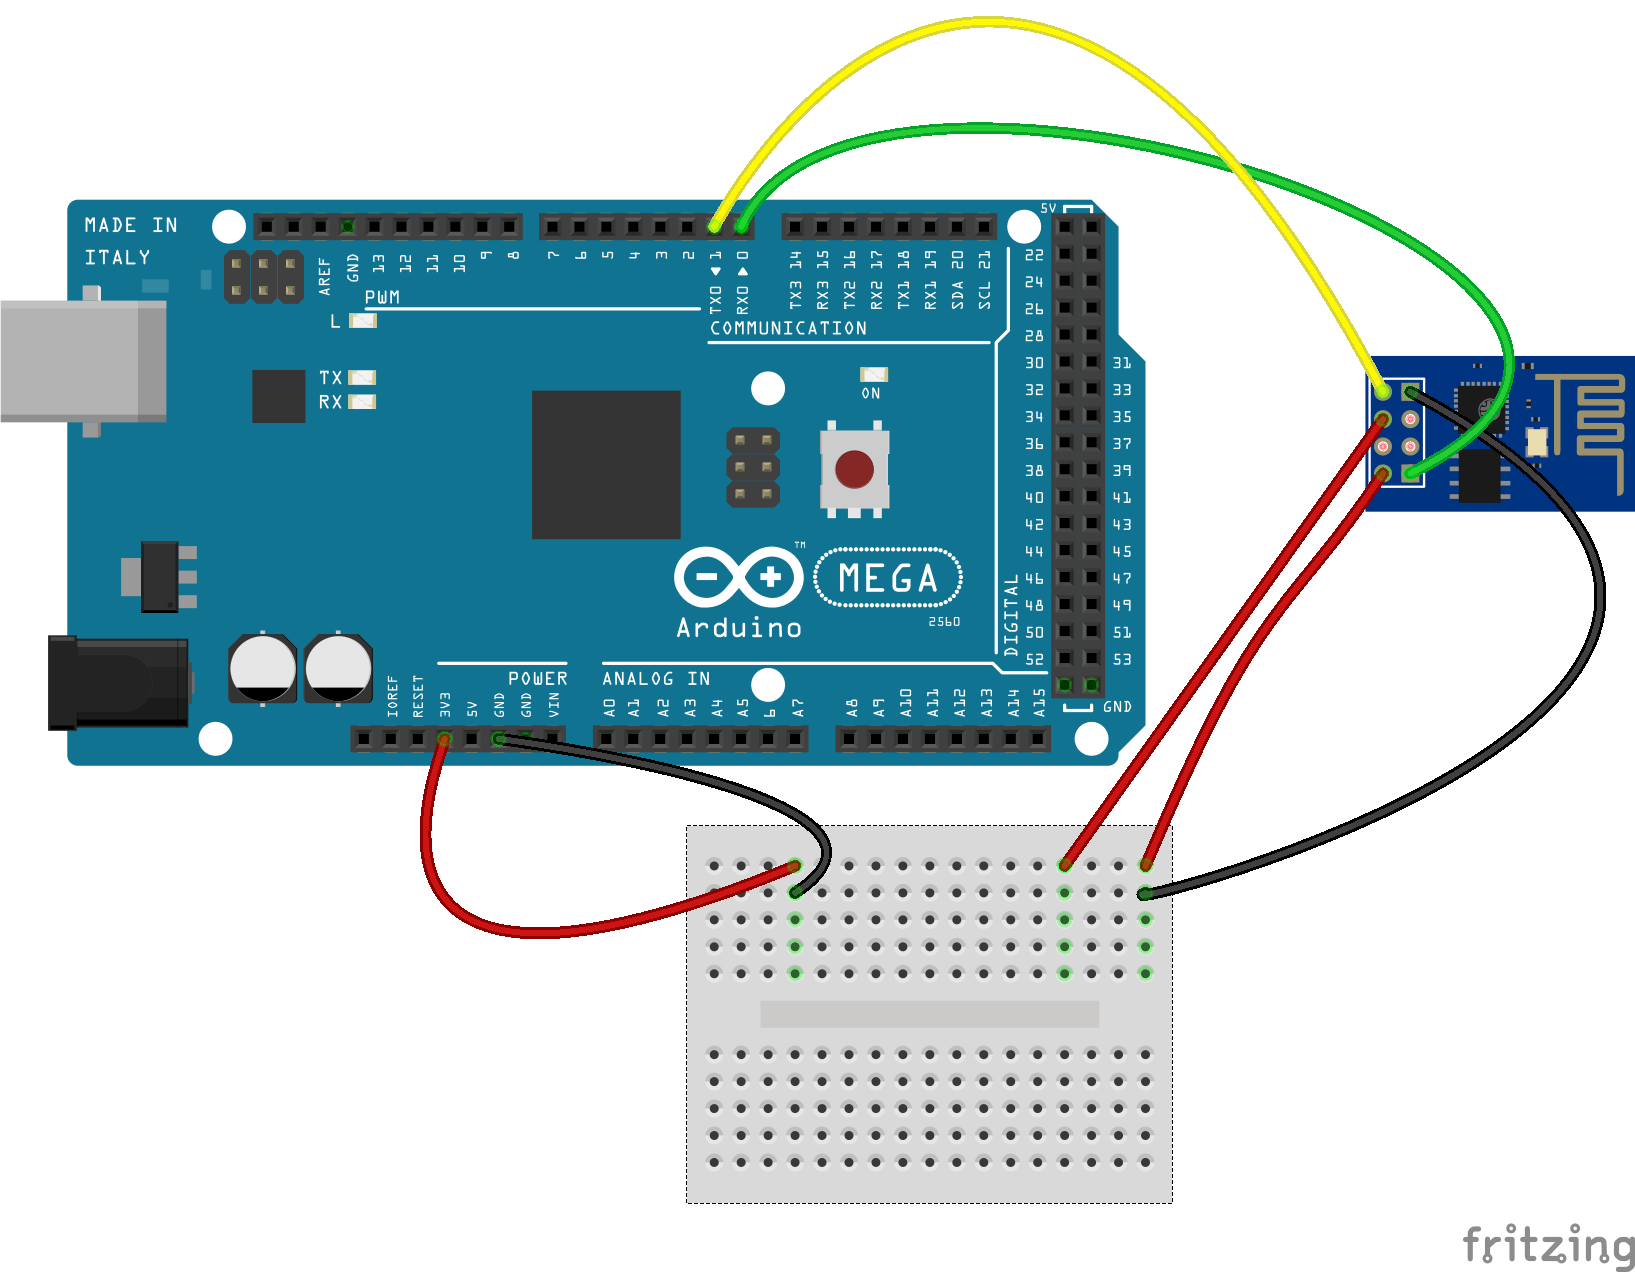 MADE IN
ITALY
AREF
GND
13
12
11
10
9
8
7
6
5
4
3
2
TX0 ◄ 1
RX0 ► 0
TX3 14
RX3 15
TX2 16
RX2 17
TX1 18
RX1 19
SDA 20
SCL 21
PWM
COMMUNICATION
L
TX
RX
ON
5V
22
24
26
28
30 31
32 33
34 35
36 37
38 39
40 41
42 43
44 45
46 47
48 49
50 51
52 53
GND
DIGITAL
TM
MEGA
Arduino
2560
POWER
ANALOG IN
IOREF
RESET
3V3
5V
GND
GND
VIN
A0
A1
A2
A3
A4
A5
6
A7
A8
A9
A10
A11
A12
A13
A14
A15
fritzing